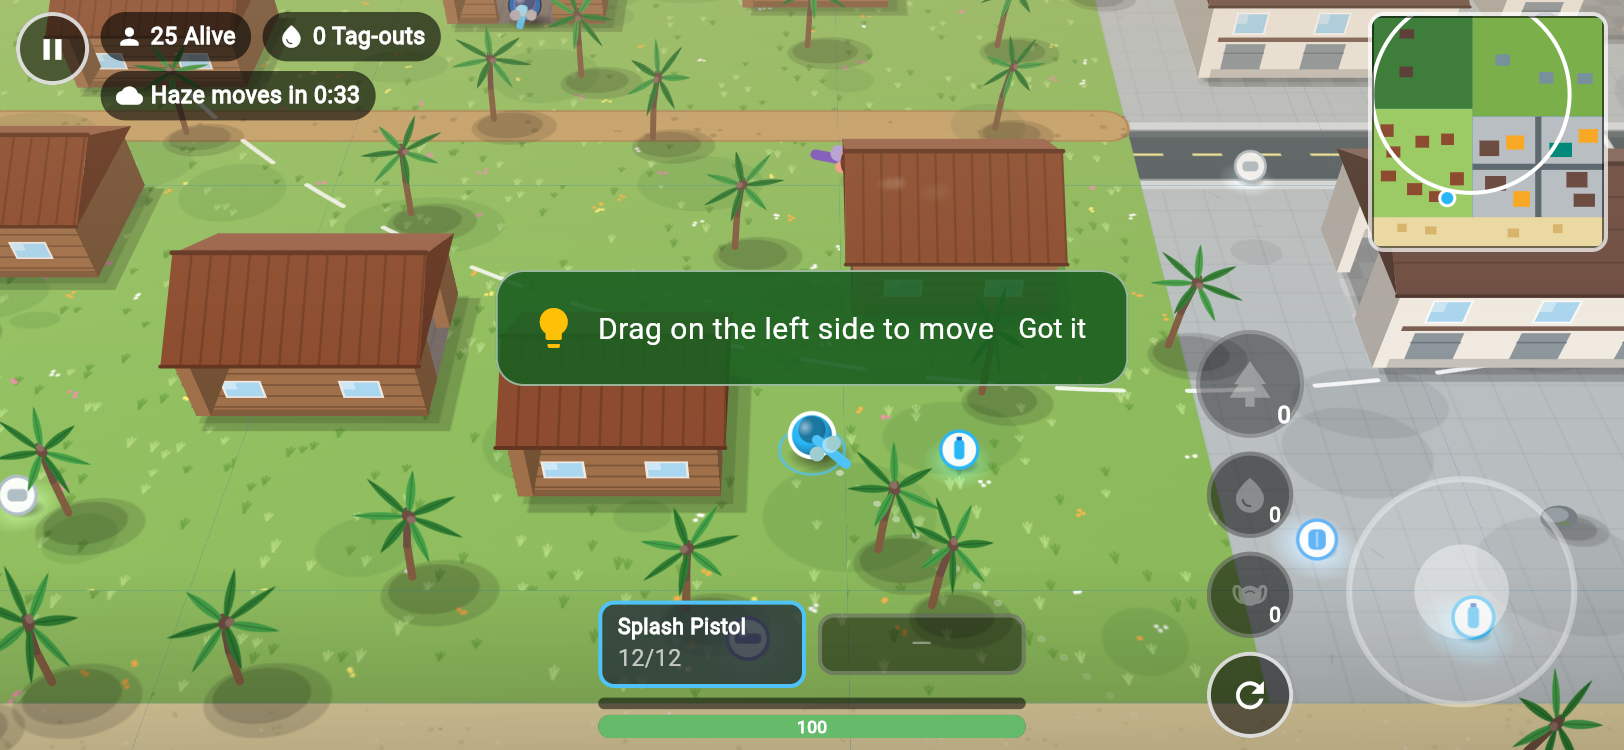 25 Alive
0 Tag-outs
Haze moves in 0:33
Drag on the left side to move
Got it
0
0
0
Splash Pistol
12/12
—
100